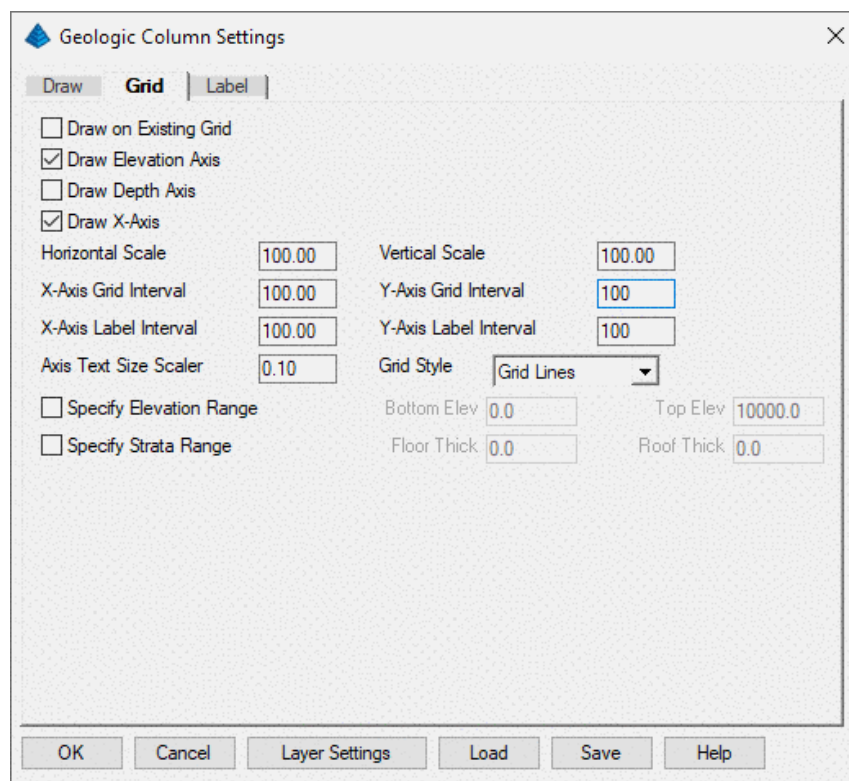 Geologic Column Settings
Draw Grid Label
Draw on Existing Grid
Draw Elevation Axis
Draw Depth Axis
Draw X-Axis
Horizontal Scale 100.00 Vertical Scale 100.00
X-Axis Grid Interval 100.00 Y-Axis Grid Interval 100
X-Axis Label Interval 100.00 Y-Axis Label Interval 100
Axis Text Size Scaler 0.10 Grid Style Grid Lines
Specify Elevation Range Bottom Elev 0.0 Top Elev 10000.0
Specify Strata Range Floor Thick 0.0 Roof Thick 0.0
OK Cancel Layer Settings Load Save Help